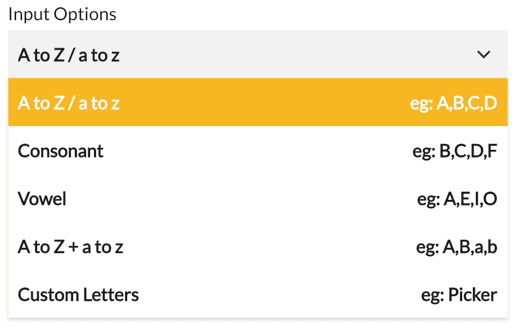 Input Options
A to Z / a to z
A to Z / a to z eg: A,B,C,D
Consonant eg: B,C,D,F
Vowel eg: A,E,I,O
A to Z + a to z eg: A,B,a,b
Custom Letters eg: Picker